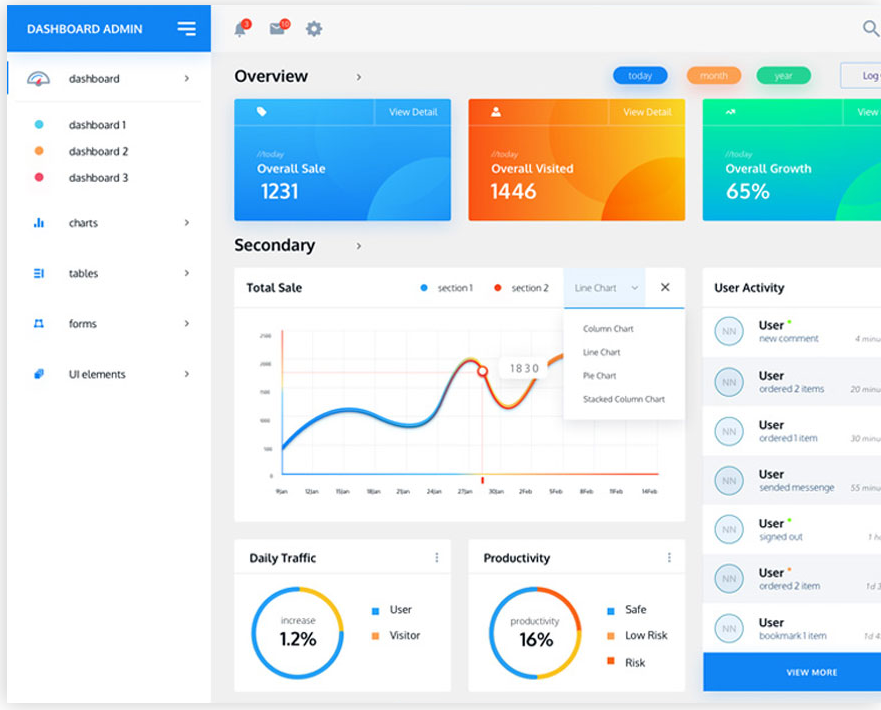 DASHBOARD ADMIN
3
10
dashboard
dashboard 1
dashboard 2
dashboard 3
charts
tables
forms
UI elements
Overview
today
month
year
Log
View Detail
//today
Overall Sale
1231
View Detail
//today
Overall Visited
1446
View
//today
Overall Growth
65%
Secondary
Total Sale
section 1
section 2
Line Chart
Column Chart
Line Chart
Pie Chart
Stacked Column Chart
2500
2000
1500
1000
500
0
1830
9Jan
12Jan
15Jan
18Jan
21Jan
24Jan
27Jan
30Jan
2Feb
5Feb
8Feb
11Feb
14Feb
User Activity
NN
User
new comment
4 minu
NN
User
ordered 2 items
20 minu
NN
User
ordered 1 item
30 minu
NN
User
sended messenge
55 minu
NN
User
signed out
1 h
NN
User
ordered 2 item
1d 3
NN
User
bookmark 1 item
1d 4
VIEW MORE
Daily Traffic
increase
1.2%
User
Visitor
Productivity
productivity
16%
Safe
Low Risk
Risk